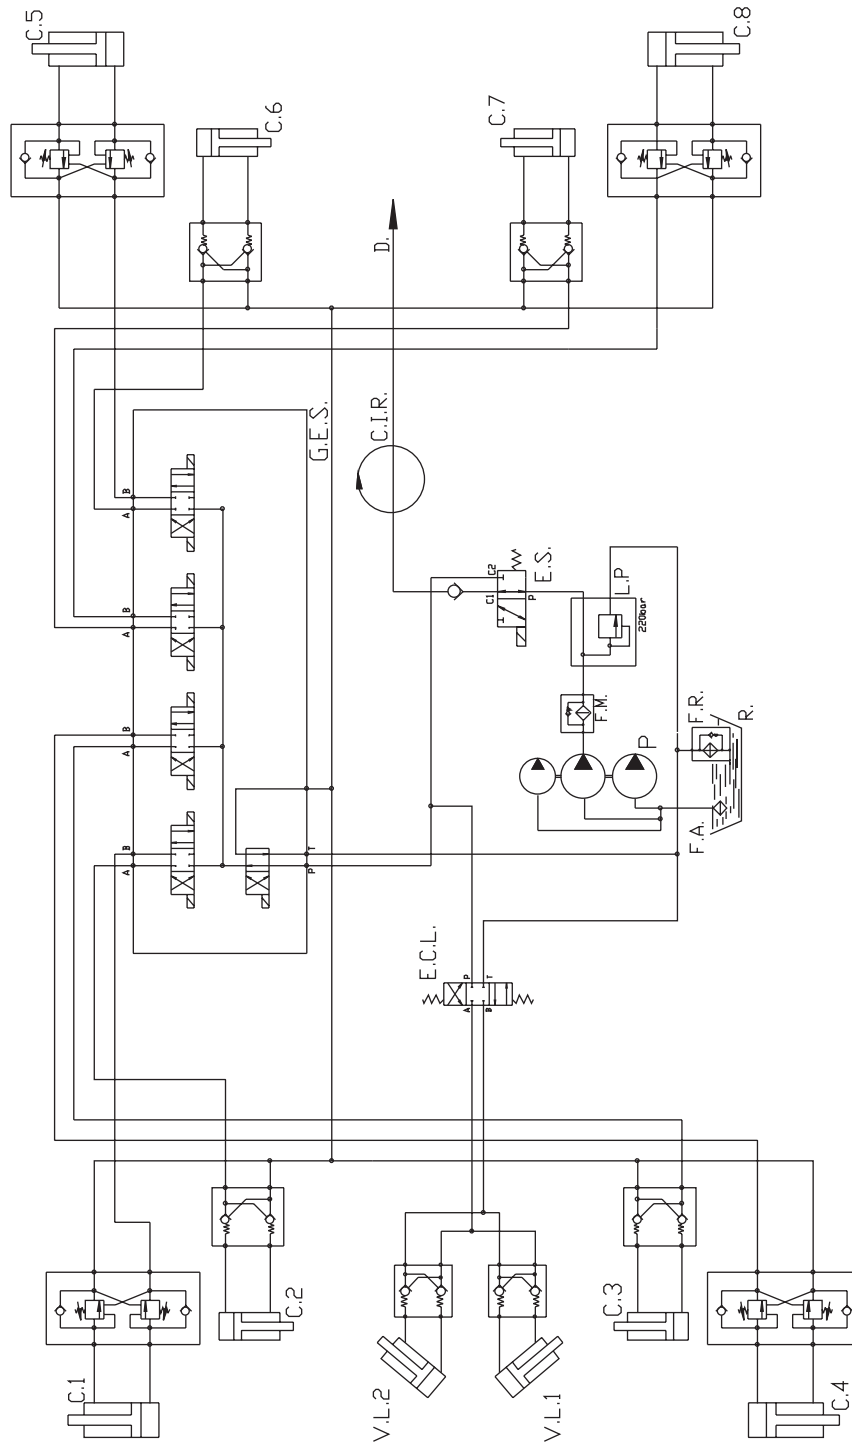 C.5
C.8
C.6
C.7
D.
C.I.R.
G.E.S.
B
A
B
A
B
A
B
A
T
P
C2
C1
P
E.S.
L.P
220bar
F.M.
P
F.R.
R.
F.A.
E.C.L.
P
T
A
B
C.2
C.3
C.1
V.L.2
V.L.1
C.4